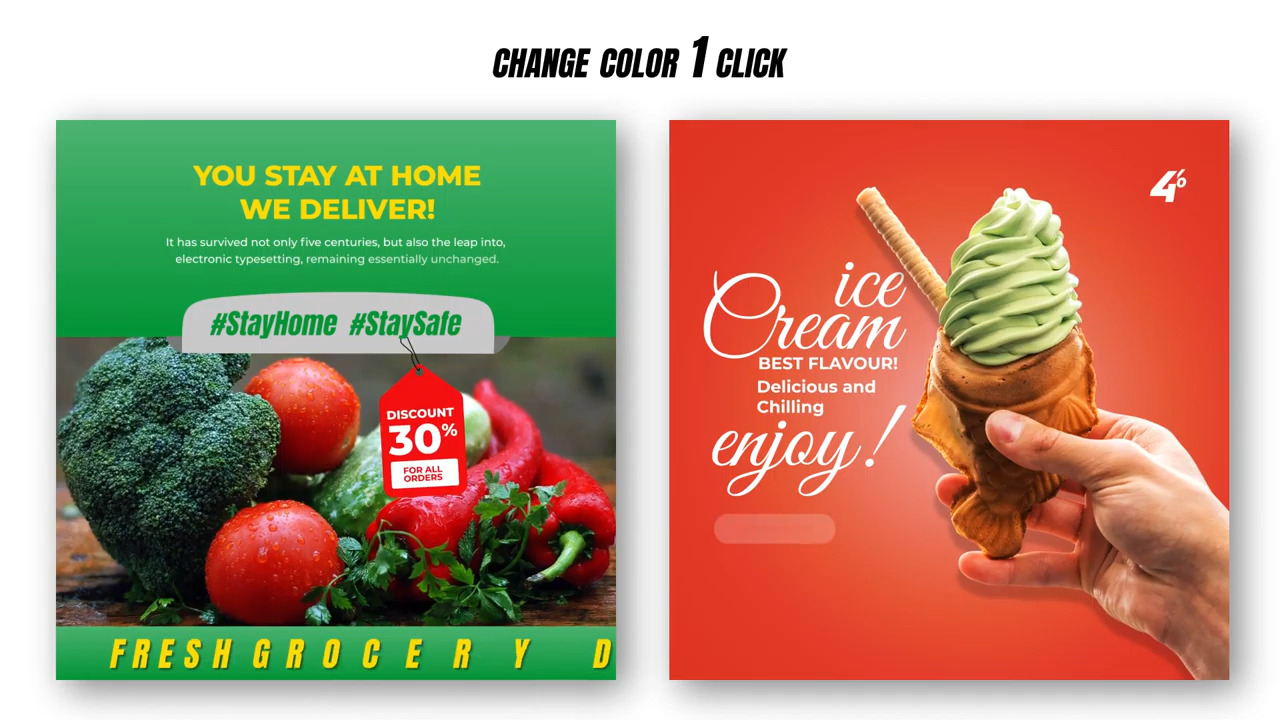 CHANGE COLOR 1 CLICK
YOU STAY AT HOME
WE DELIVER!
It has survived not only five centuries, but also the leap into,
electronic typesetting, remaining essentially unchanged.
#StayHome #StaySafe
DISCOUNT
30%
FOR ALL
ORDERS
FRESH GROCERY D
ice
Cream
BEST FLAVOUR!
Delicious and
Chilling
enjoy!